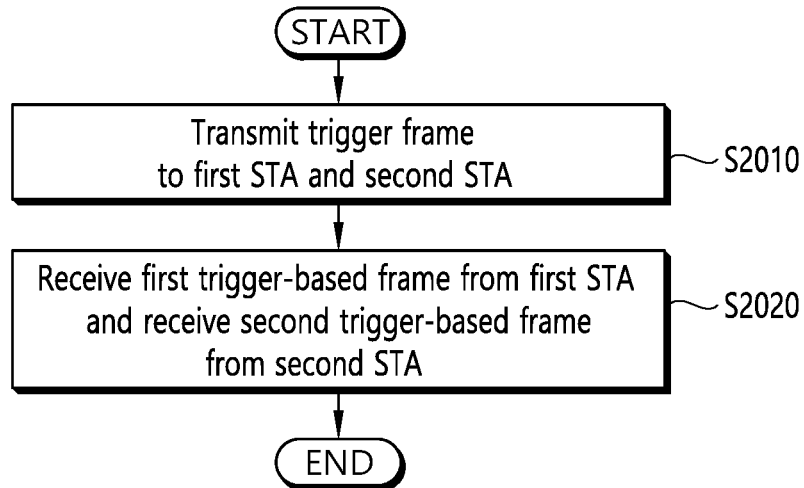 START
Transmit trigger frame
to first STA and second STA
S2010
Receive first trigger-based frame from first STA
and receive second trigger-based frame
from second STA
S2020
END